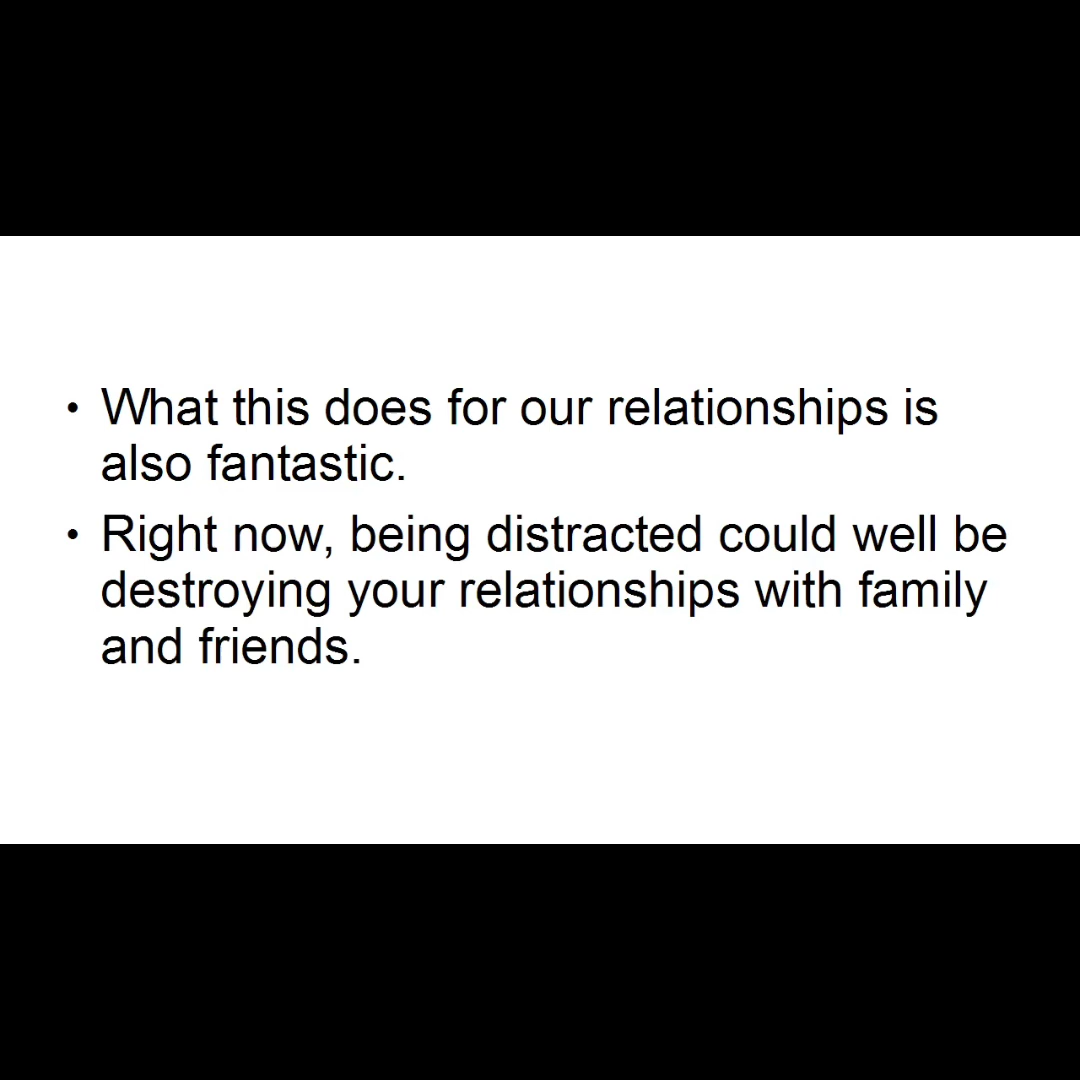 • What this does for our relationships is
also fantastic.
• Right now, being distracted could well be
destroying your relationships with family
and friends.